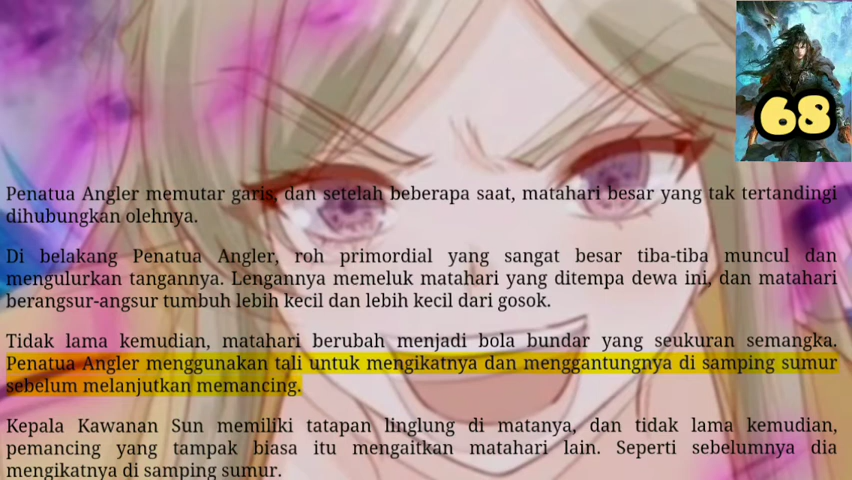 68
Penatua Angler memutar garis, dan setelah beberapa saat, matahari besar yang tak tertandingi
dihubungkan olehnya.
Di belakang Penatua Angler, roh primordial yang sangat besar tiba-tiba muncul dan
mengulurkan tangannya. Lengannya memeluk matahari yang ditempa dewa ini, dan matahari
berangsur-angsur tumbuh lebih kecil dan lebih kecil dari gosok.
Tidak lama kemudian, matahari berubah menjadi bola bundar yang seukuran semangka.
Penatua Angler menggunakan tali untuk mengikatnya dan menggantungnya di samping sumur
sebelum melanjutkan memancing.
Kepala Kawanan Sun memiliki tatapan linglung di matanya, dan tidak lama kemudian,
pemancing yang tampak biasa itu mengaitkan matahari lain. Seperti sebelumnya dia
mengikatnya di samping sumur.